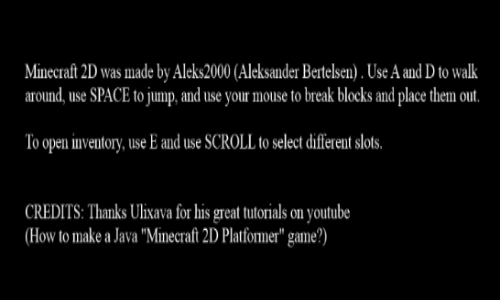 Minecraft 2D was made by Aleks2000 (Aleksander Bertelsen) . Use A and D to walk
around, use SPACE to jump, and use your mouse to break blocks and place them out.
To open inventory, use E and use SCROLL to select different slots.
CREDITS: Thanks Ulixava for his great tutorials on youtube
(How to make a Java "Minecraft 2D Platformer" game?)